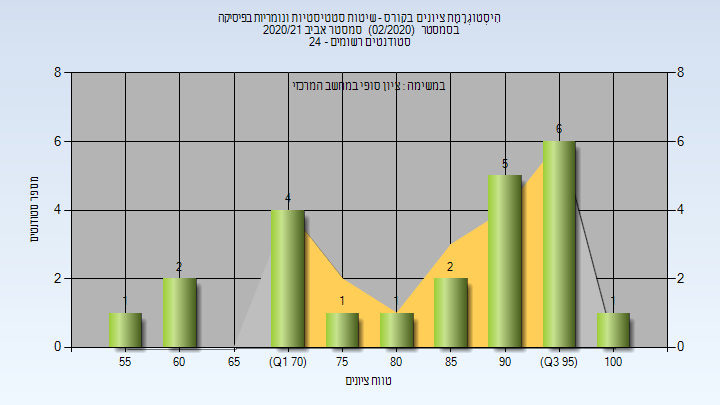 היסטוגרמת ציונים בקורס - שיטות סטטיסטיות ונומריות בפיסיקה
בסמסטר (02/2020) סמסטר אביב 2020/21
סטודנטים רשומים - 24
במשימה : ציון סופי במחשב המרכזי
8 8
6 6
4 4
2 2
0 0
מספר סטודנטים
1 2 4 1 1 2 5 6 1
55 60 65 (Q1 70) 75 80 85 90 (Q3 95) 100
טווח ציונים